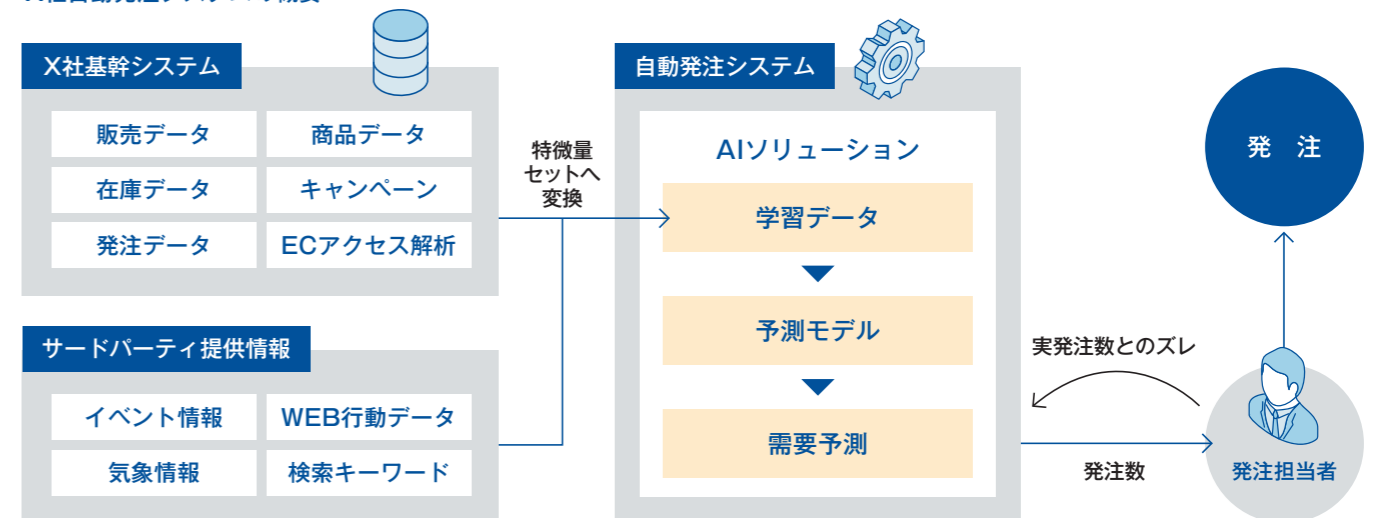 X社基幹システム
販売データ
商品データ
在庫データ
キャンペーン
発注データ
ECアクセス解析
サードパーティ提供情報
イベント情報
WEB行動データ
気象情報
検索キーワード
特徴量
セットへ
変換
自動発注システム
AIソリューション
学習データ
予測モデル
需要予測
実発注数とのズレ
発注数
発 注
発注担当者